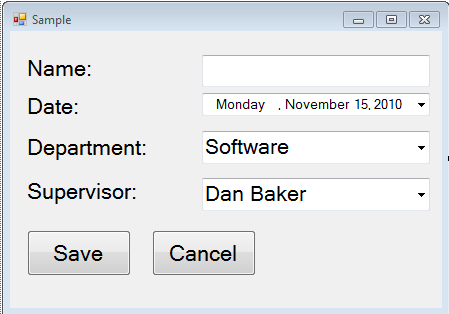 Sample
Name:
Date: Monday , November 15, 2010
Department: Software
Supervisor: Dan Baker
Save Cancel